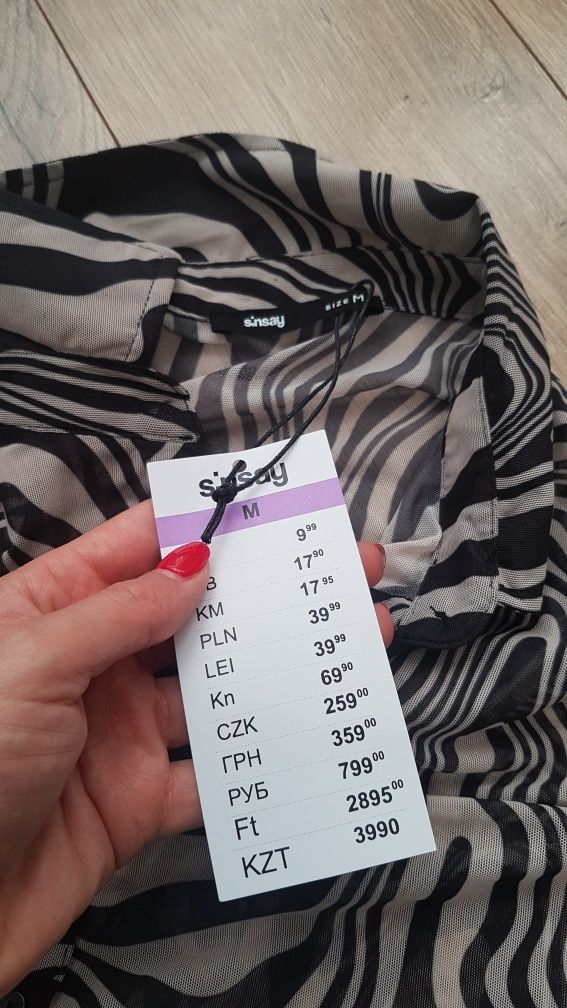 sinsay
SIZE M
sinsay
M
9⁹⁹
17⁹⁰
KM 17⁹⁵
PLN 39⁹⁹
LEI 39⁹⁹
Kn 69⁹⁰
CZK 259⁰⁰
ГРН 359⁰⁰
РУБ 799⁰⁰
Ft 2895⁰⁰
KZT 3990